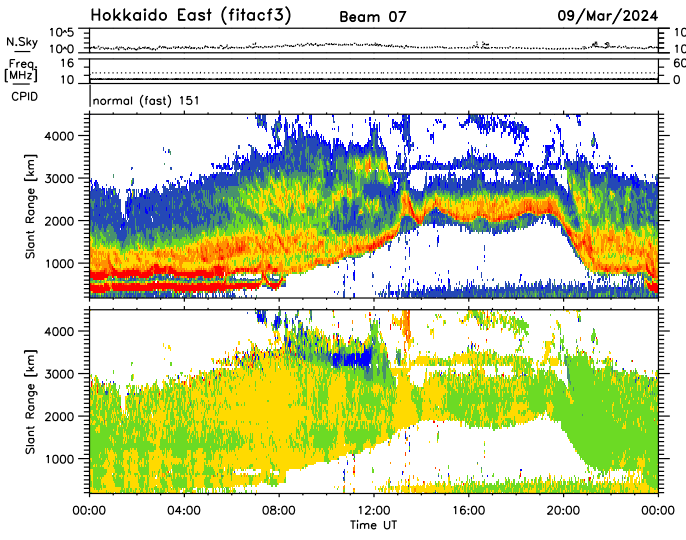 Hokkaido East (fitacf3) Beam 07 09/Mar/2024
N.Sky
10^5
10^0
10^5
10^0
Freq.
[MHz]
16
10
60
0
CPID
normal (fast) 151
Slant Range [km]
4000
3000
2000
1000
Slant Range [km]
4000
3000
2000
1000
00:00 04:00 08:00 12:00 16:00 20:00 00:00
Time UT